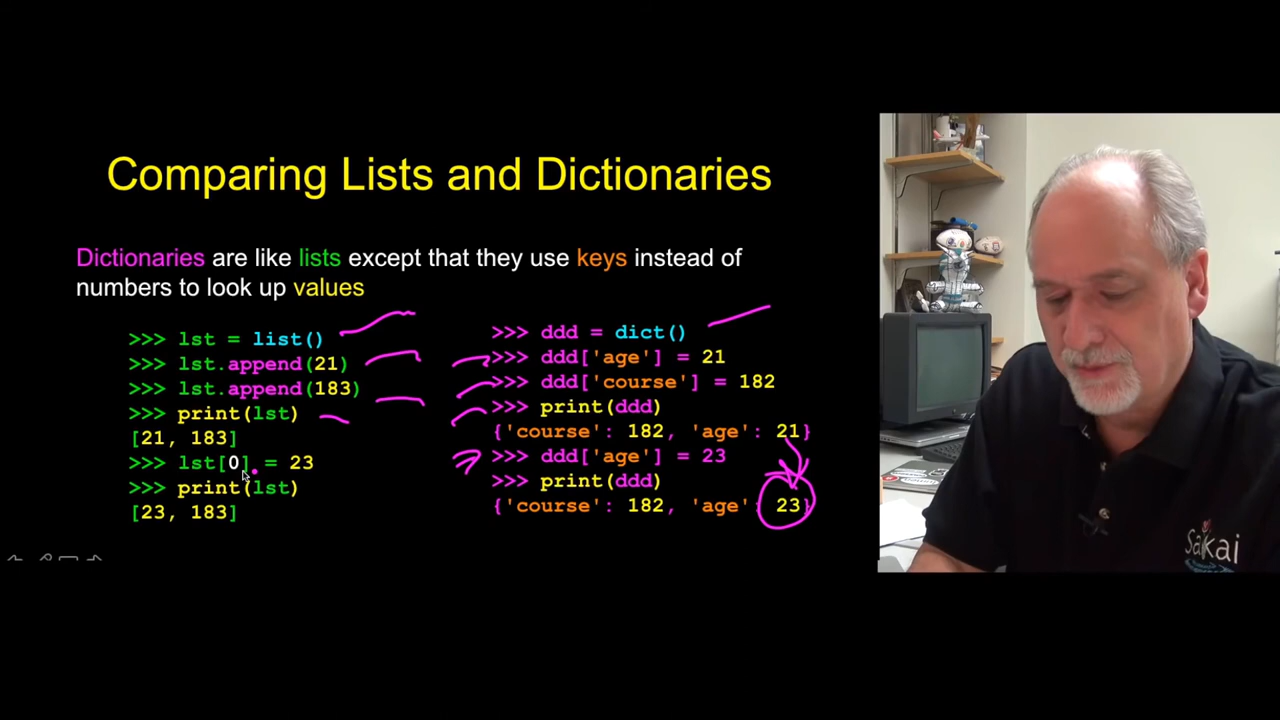 Comparing Lists and Dictionaries
Dictionaries are like lists except that they use keys instead of
numbers to look up values
>>> lst = list()
>>> lst.append(21)
>>> lst.append(183)
>>> print(lst)
[21, 183]
>>> lst[0] = 23
>>> print(lst)
[23, 183]
>>> ddd = dict()
>>> ddd['age'] = 21
>>> ddd['course'] = 182
>>> print(ddd)
{'course': 182, 'age': 21}
>>> ddd['age'] = 23
>>> print(ddd)
{'course': 182, 'age': 23}
Sakai